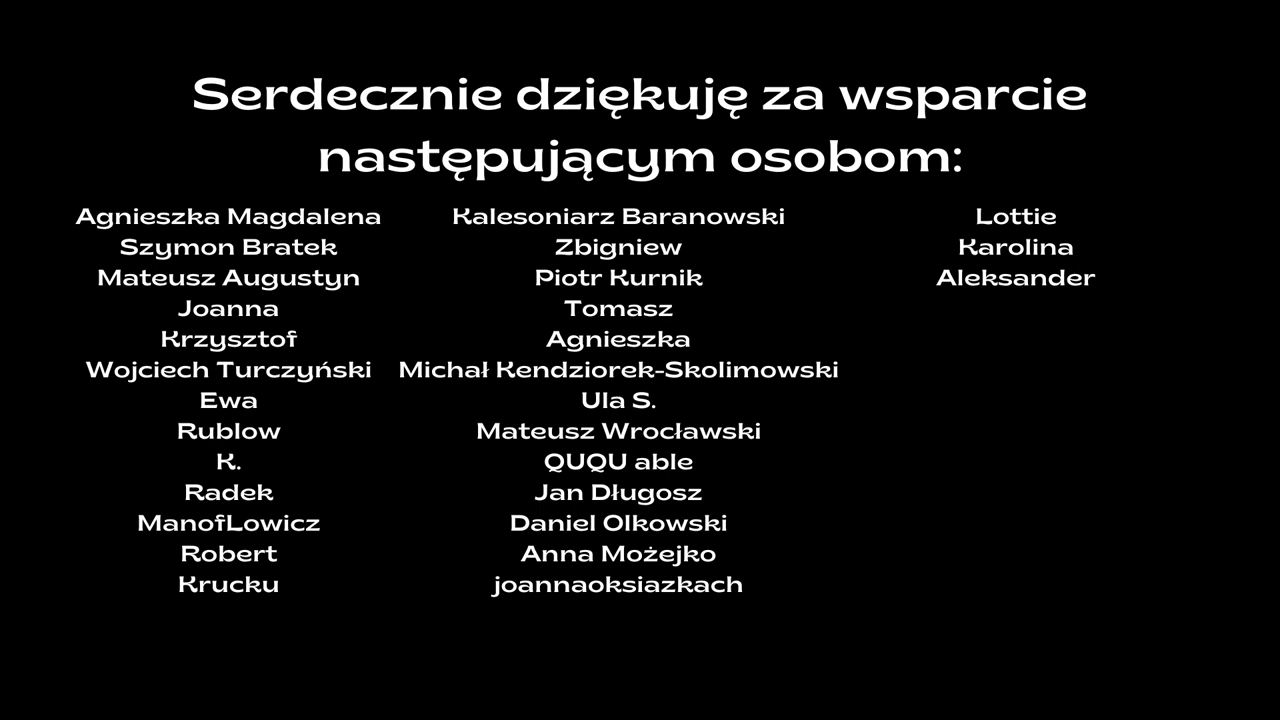 Serdecznie dziękuję za wsparcie
następującym osobom:
Agnieszka Magdalena
Szymon Bratek
Mateusz Augustyn
Joanna
Krzysztof
Wojciech Turczyński
Ewa
Rublow
K.
Radek
ManofLowicz
Robert
Krucku
Kalesoniarz Baranowski
Zbigniew
Piotr Kurnik
Tomasz
Agnieszka
Michał Kendziorek-Skolimowski
Ula S.
Mateusz Wrocławski
QUQU able
Jan Długosz
Daniel Olkowski
Anna Możejko
joannaoksiazkach
Lottie
Karolina
Aleksander